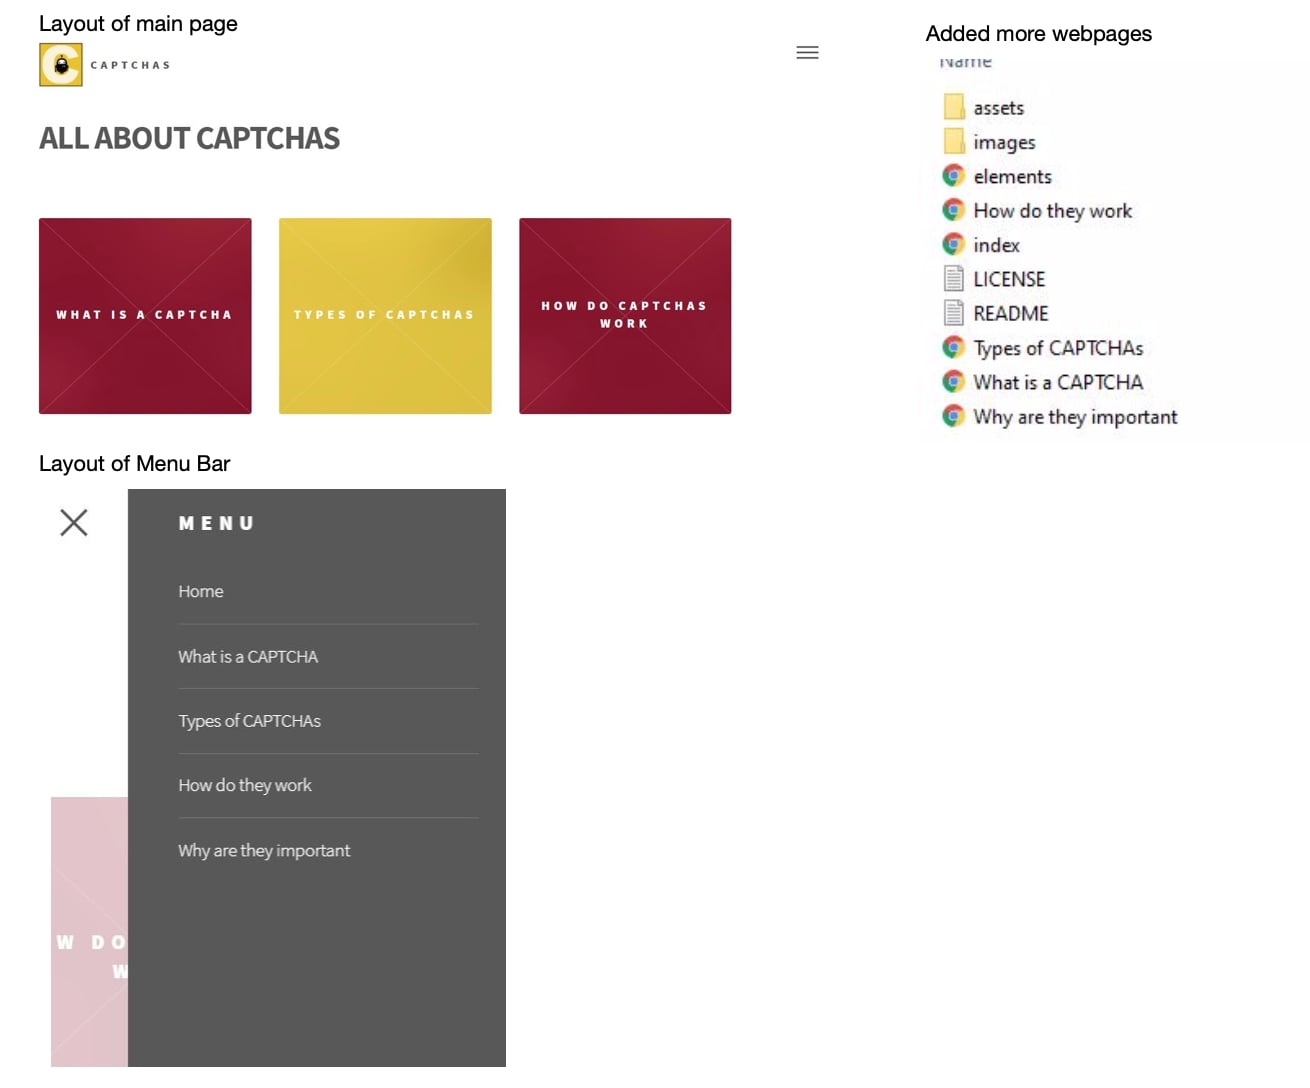 Layout of main page
CAPTCHAS
ALL ABOUT CAPTCHAS
WHAT IS A CAPTCHA
TYPES OF CAPTCHAS
HOW DO CAPTCHAS
WORK
Added more webpages
Name
assets
images
elements
How do they work
index
LICENSE
README
Types of CAPTCHAs
What is a CAPTCHA
Why are they important
Layout of Menu Bar
MENU
Home
What is a CAPTCHA
Types of CAPTCHAs
How do they work
Why are they important
W DO
W